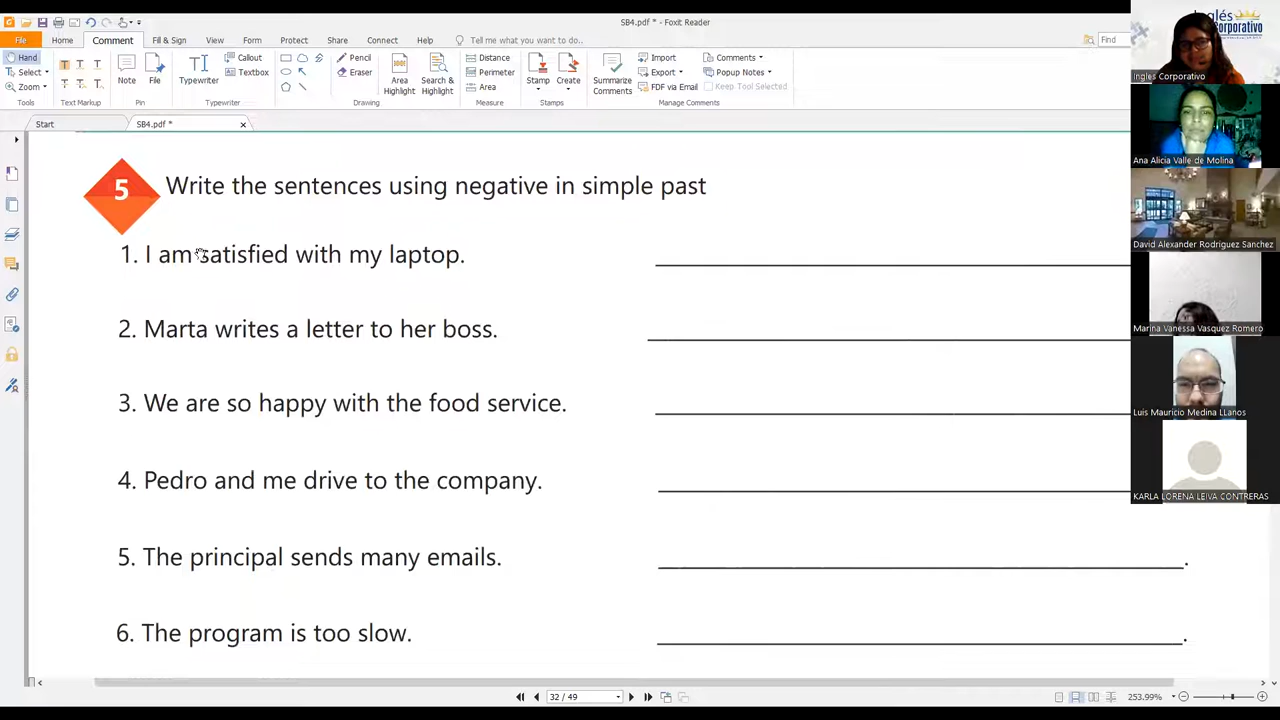 SB4.pdf * - Foxit Reader
File Home Comment Fill & Sign View Form Protect Share Connect Help Tell me what you want to do... Find
Hand
Select
Zoom
Tools
Text Markup
Note
File
Pin
Typewriter
Callout
Textbox
Typewriter
Pencil
Eraser
Drawing
Area Highlight
Search & Highlight
Distance
Perimeter
Area
Measure
Stamp
Create
Stamps
Summarize Comments
Import
Export
FDF via Email
Comments
Popup Notes
Keep Tool Selected
Manage Comments
Start SB4.pdf *
5 Write the sentences using negative in simple past
1. I am satisfied with my laptop.
2. Marta writes a letter to her boss.
3. We are so happy with the food service.
4. Pedro and me drive to the company.
5. The principal sends many emails.
6. The program is too slow.
32 / 49
253.99%
Inglés
Corporativo
Ingles Corporativo
Ana Alicia Valle de Molina
David Alexander Rodriguez Sanchez
Marina Vanessa Vasquez Romero
Luis Mauricio Medina LLanos
KARLA LORENA LEIVA CONTRERAS